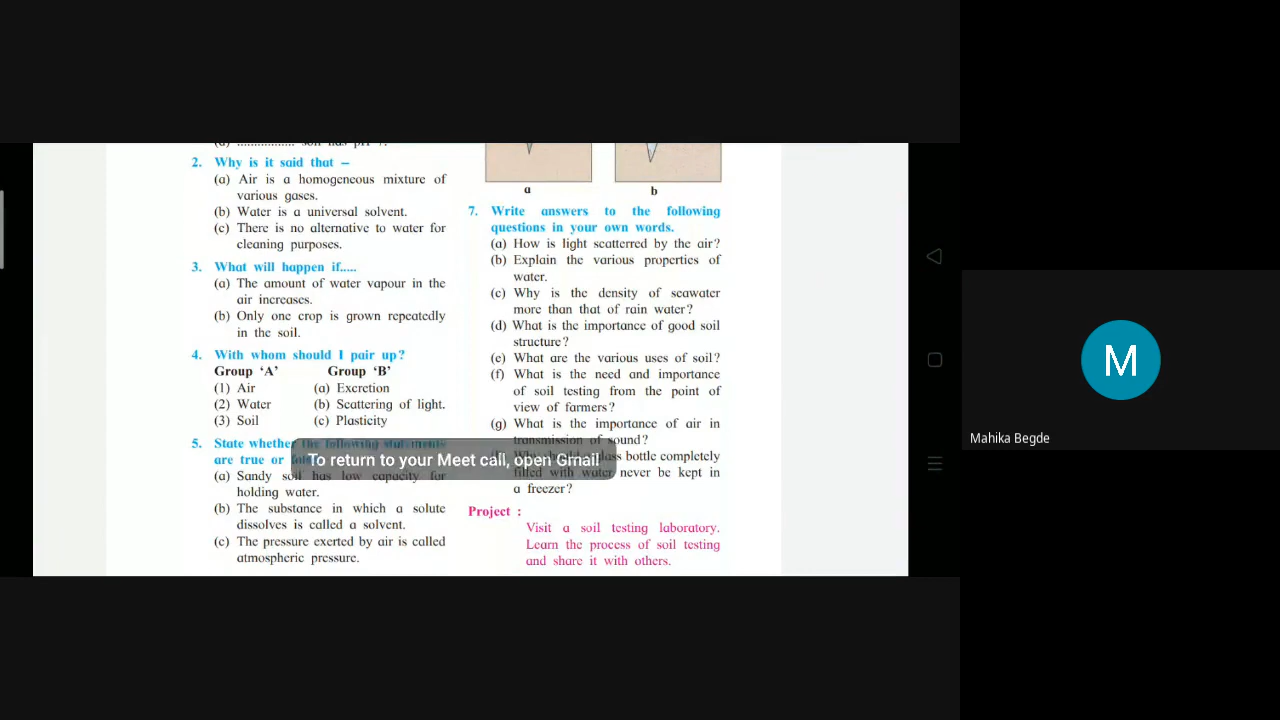 (d) ................. soil has pH 7.
2. Why is it said that –
(a) Air is a homogeneous mixture of
various gases.
(b) Water is a universal solvent.
(c) There is no alternative to water for
cleaning purposes.
3. What will happen if.....
(a) The amount of water vapour in the
air increases.
(b) Only one crop is grown repeatedly
in the soil.
4. With whom should I pair up?
Group ‘A’ Group ‘B’
(1) Air (a) Excretion
(2) Water (b) Scattering of light.
(3) Soil (c) Plasticity
5. State whether the following statements
are true or
(a) Sandy soil has low capacity for
holding water.
(b) The substance in which a solute
dissolves is called a solvent.
(c) The pressure exerted by air is called
atmospheric pressure.
a b
7. Write answers to the following
questions in your own words.
(a) How is light scatterred by the air?
(b) Explain the various properties of
water.
(c) Why is the density of seawater
more than that of rain water?
(d) What is the importance of good soil
structure?
(e) What are the various uses of soil?
(f) What is the need and importance
of soil testing from the point of
view of farmers?
(g) What is the importance of air in
transmission of sound?
Why should glass bottle completely
filled with water never be kept in
a freezer?
Project :
Visit a soil testing laboratory.
Learn the process of soil testing
and share it with others.
To return to your Meet call, open Gmail
M
Mahika Begde